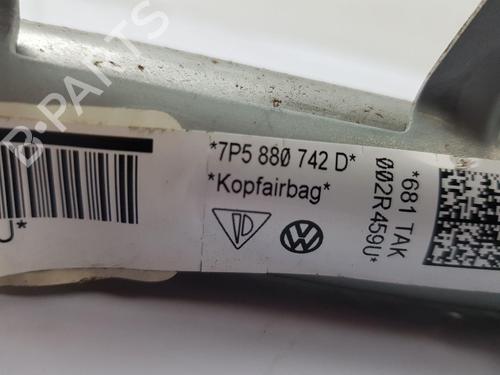 *7P5 880 742 D*
*Kopfairbag*
*681 TAK
002R459U*
B-PARTS